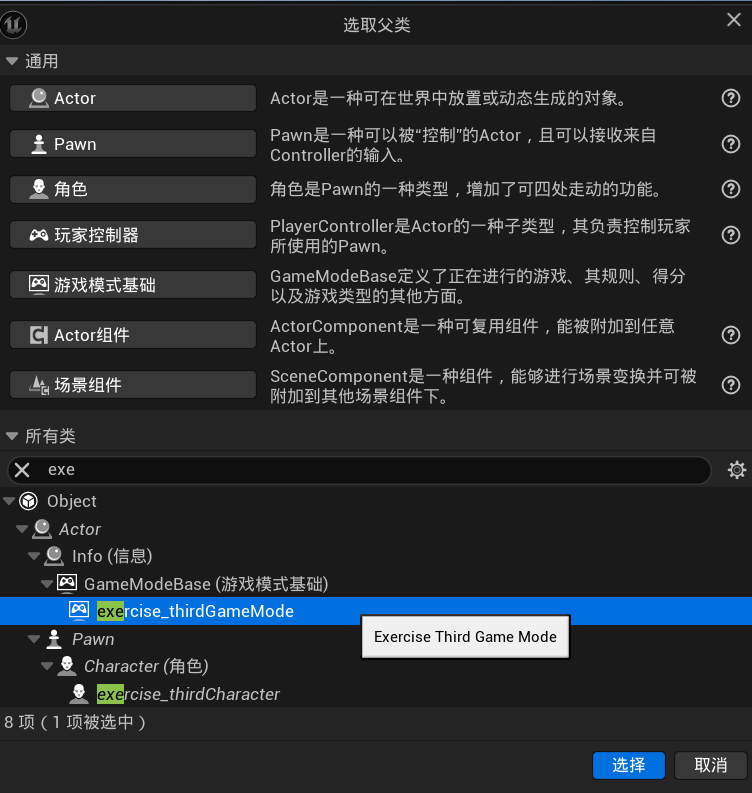 选取父类
通用
Actor
Actor是一种可在世界中放置或动态生成的对象。
Pawn
Pawn是一种可以被“控制”的Actor，且可以接收来自
Controller的输入。
角色
角色是Pawn的一种类型，增加了可四处走动的功能。
玩家控制器
PlayerController是Actor的一种子类型，其负责控制玩家
所使用的Pawn。
游戏模式基础
GameModeBase定义了正在进行的游戏、其规则、得分
以及游戏类型的其他方面。
Actor组件
ActorComponent是一种可复用组件，能被附加到任意
Actor上。
场景组件
SceneComponent是一种组件，能够进行场景变换并可被
附加到其他场景组件下。
所有类
exe
Object
Actor
Info (信息)
GameModeBase (游戏模式基础)
exercise_thirdGameMode
Exercise Third Game Mode
Pawn
Character (角色)
exercise_thirdCharacter
8 项（1 项被选中）
选择
取消